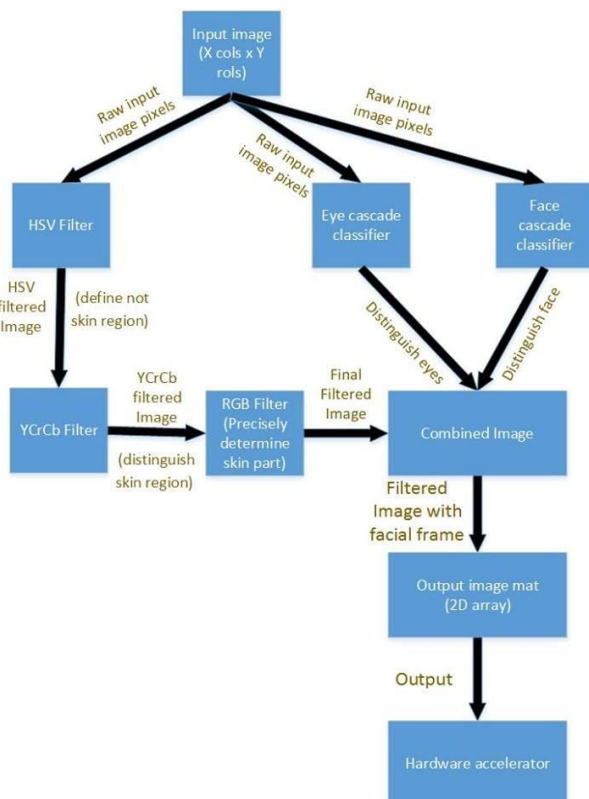 Input image
(X cols x Y
rols)
Raw input
image pixels
Raw input
image pixels
Raw input
image pixels
HSV Filter
Eye cascade
classifier
Face
cascade
classifier
HSV
filtered
Image
(define not
skin region)
Distinguish eyes
Distinguish face
YCrCb Filter
YCrCb
filtered
Image
(distinguish
skin region)
RGB Filter
(Precisely
determine
skin part)
Final
Filtered
Image
Combined Image
Filtered
Image with
facial frame
Output image mat
(2D array)
Output
Hardware accelerator